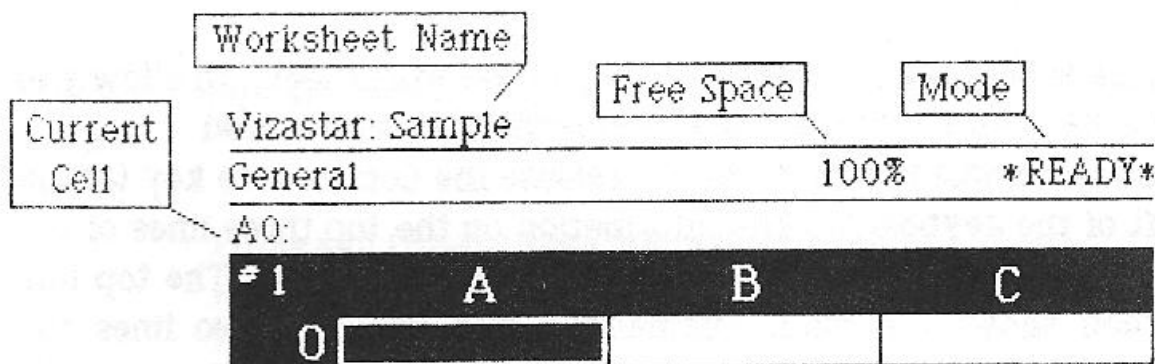 Worksheet Name
Free Space
Mode
Current
Cell
Vizastar: Sample
General 100% *READY*
A0:
#1 A B C
0